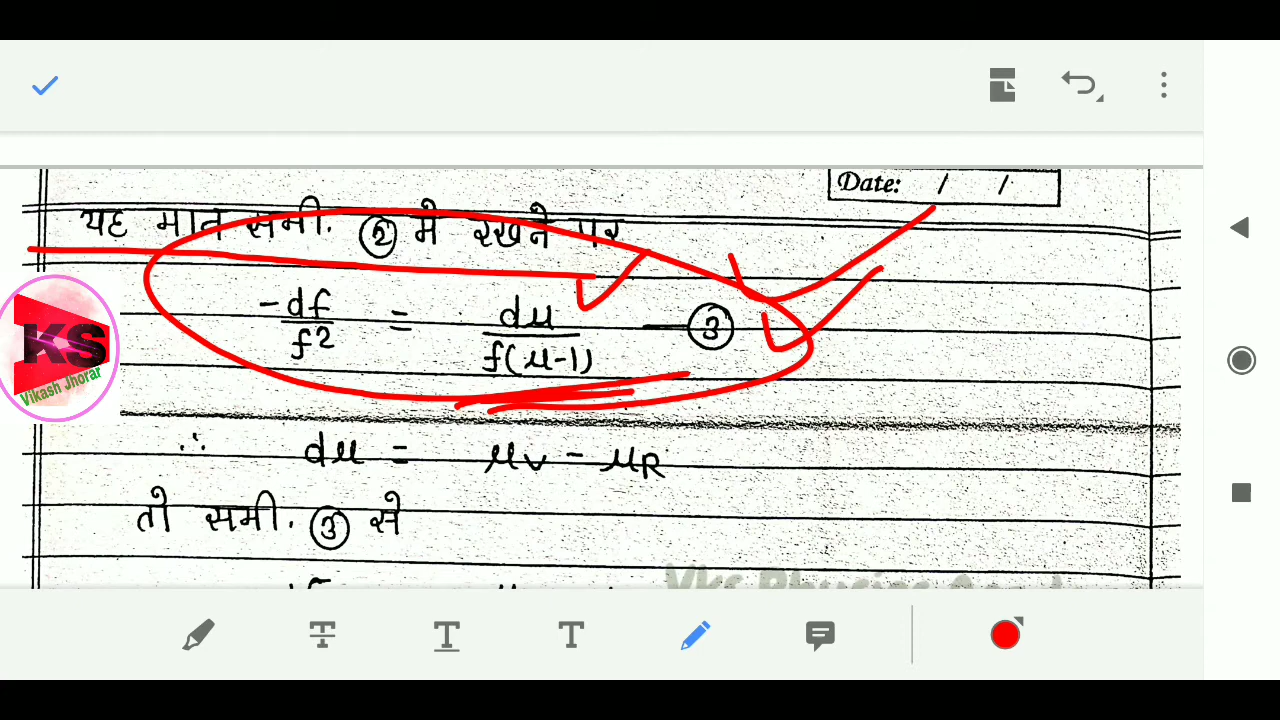 Date: / /
यह मान समी. ② में रखने पर
-df/f² = dμ/f(μ-1) — ③
KS
Vikash Jhorar
∴ dμ = μv - μR
तो समी. ③ से
T T T